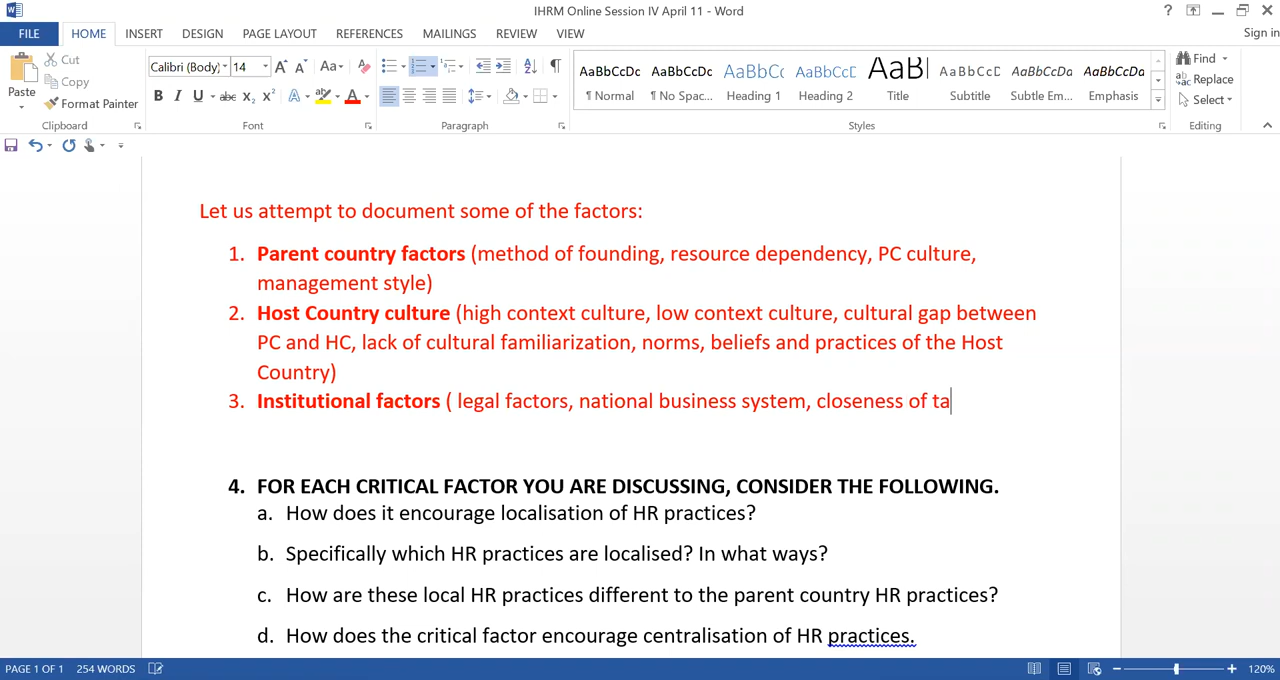 IHRM Online Session IV April 11 - Word
?
FILE HOME INSERT DESIGN PAGE LAYOUT REFERENCES MAILINGS REVIEW VIEW Sign in
Paste
Cut
Copy
Format Painter
Clipboard
Calibri (Body) 14
Font
Paragraph
AaBbCcDc AaBbCcDc AaBbCc AaBbCcD AaBl AaBbCcD AaBbCcDa AaBbCcDa
¶ Normal ¶ No Spac... Heading 1 Heading 2 Title Subtitle Subtle Em... Emphasis
Styles
Find
Replace
Select
Editing
Let us attempt to document some of the factors:
1. Parent country factors (method of founding, resource dependency, PC culture,
management style)
2. Host Country culture (high context culture, low context culture, cultural gap between
PC and HC, lack of cultural familiarization, norms, beliefs and practices of the Host
Country)
3. Institutional factors ( legal factors, national business system, closeness of ta
4. FOR EACH CRITICAL FACTOR YOU ARE DISCUSSING, CONSIDER THE FOLLOWING.
a. How does it encourage localisation of HR practices?
b. Specifically which HR practices are localised? In what ways?
c. How are these local HR practices different to the parent country HR practices?
d. How does the critical factor encourage centralisation of HR practices.
PAGE 1 OF 1 254 WORDS 120%